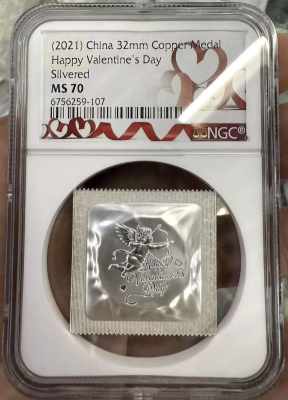 (2021) China 32mm Copper Medal
Happy Valentine's Day
Silvered
MS 70
6756259-107
NGC
Happy
Valentine's
Day